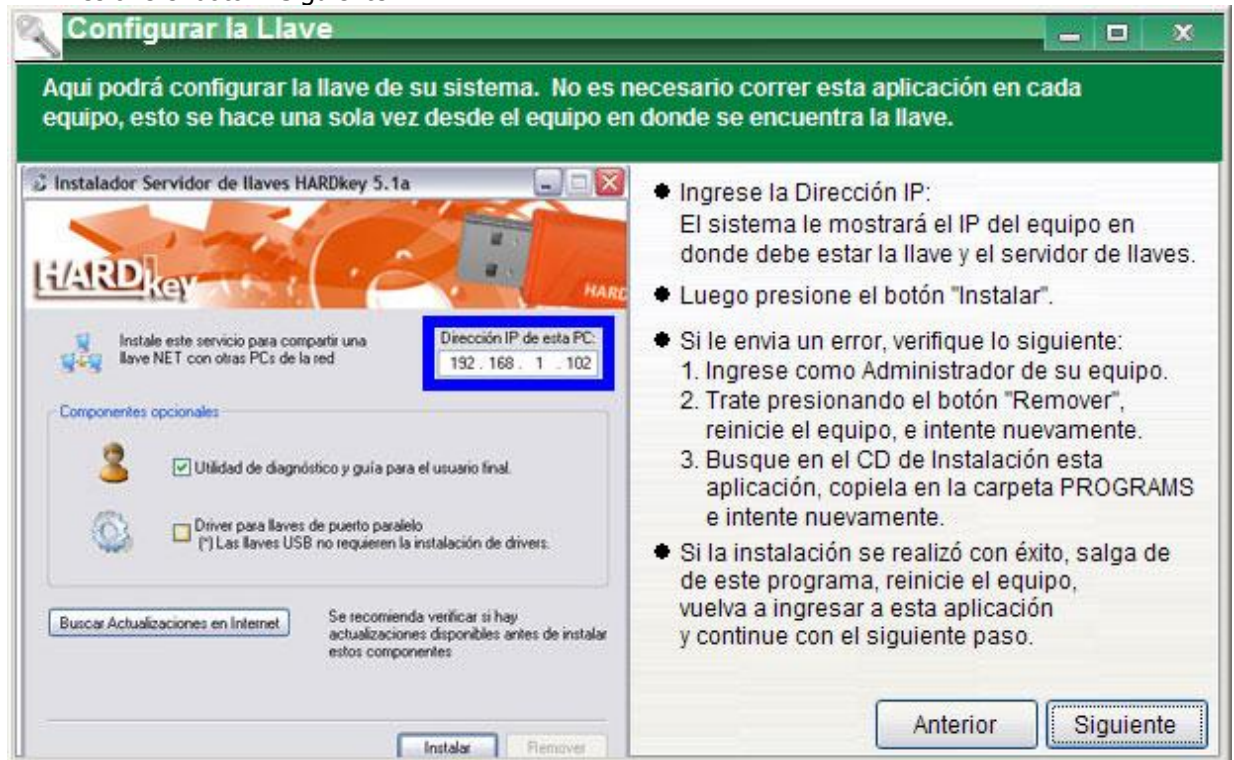 Configurar la Llave
Aqui podrá configurar la llave de su sistema. No es necesario correr esta aplicación en cada
equipo, esto se hace una sola vez desde el equipo en donde se encuentra la llave.
Instalador Servidor de llaves HARDkey 5.1a
HARDkey
HARD
Instale este servicio para compartir una
llave NET con otras PCs de la red
Dirección IP de esta PC:
192 . 168 . 1 . 102
Componentes opcionales
Utilidad de diagnóstico y guía para el usuario final.
Driver para llaves de puerto paralelo
(*) Las llaves USB no requieren la instalación de drivers.
Buscar Actualizaciones en Internet
Se recomienda verificar si hay
actualizaciones disponibles antes de instalar
estos componentes
Instalar
Remover
Ingrese la Dirección IP:
El sistema le mostrará el IP del equipo en
donde debe estar la llave y el servidor de llaves.
Luego presione el botón "Instalar".
Si le envia un error, verifique lo siguiente:
1. Ingrese como Administrador de su equipo.
2. Trate presionando el botón "Remover",
reinicie el equipo, e intente nuevamente.
3. Busque en el CD de Instalación esta
aplicación, copiela en la carpeta PROGRAMS
e intente nuevamente.
Si la instalación se realizó con éxito, salga de
de este programa, reinicie el equipo,
vuelva a ingresar a esta aplicación
y continue con el siguiente paso.
Anterior
Siguiente